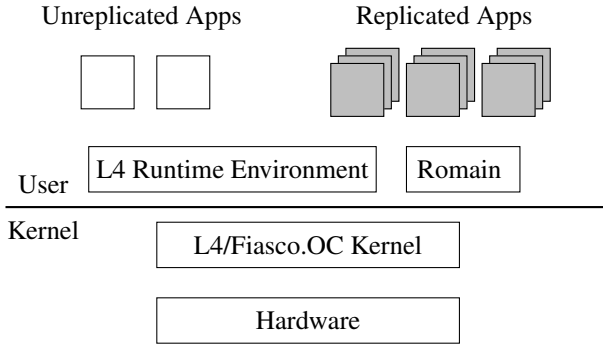 Unreplicated Apps
Replicated Apps
L4 Runtime Environment
Romain
User
Kernel
L4/Fiasco.OC Kernel
Hardware